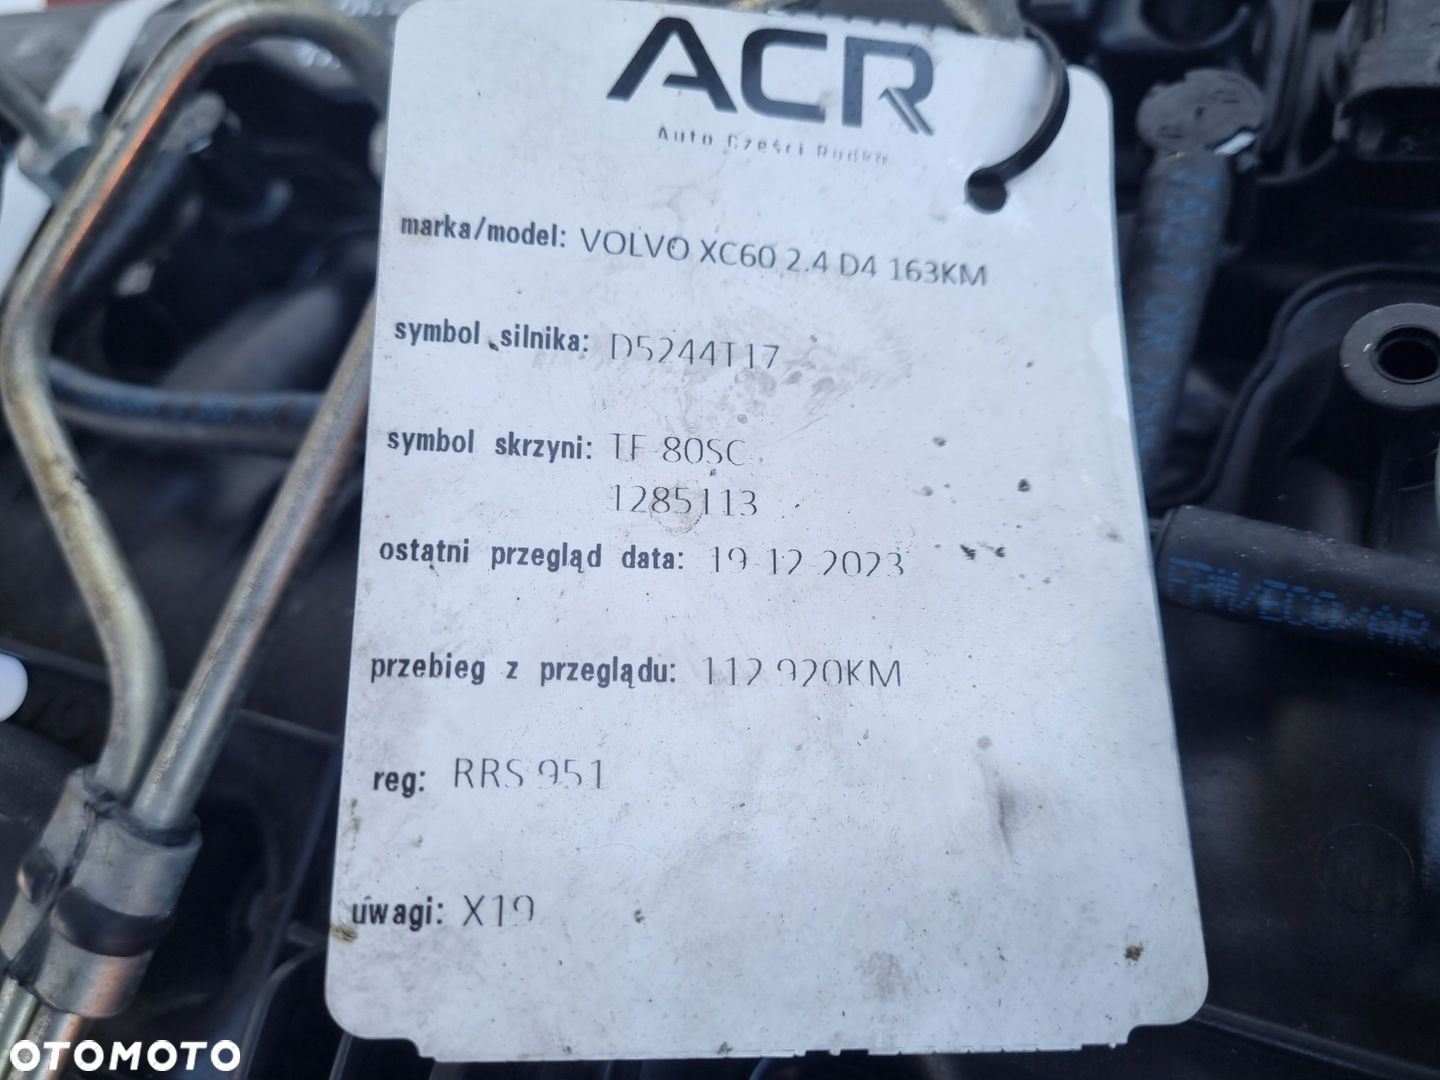 ACR
Auto Części Rudka
marka/model: VOLVO XC60 2.4 D4 163KM
symbol silnika: D5244T17
symbol skrzyni: TF-80SC
1285113
ostatni przegląd data: 19-12-2023
przebieg z przeglądu: 112 920KM
reg: RRS 951
uwagi: X19
OTOMOTO